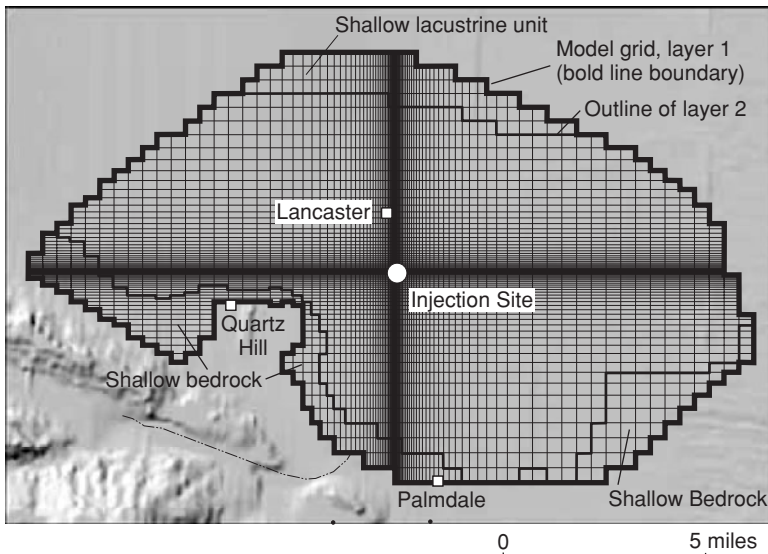 Shallow lacustrine unit
Model grid, layer 1
(bold line boundary)
Outline of layer 2
Lancaster
Injection Site
Quartz
Hill
Shallow bedrock
Palmdale
Shallow Bedrock
0 5 miles